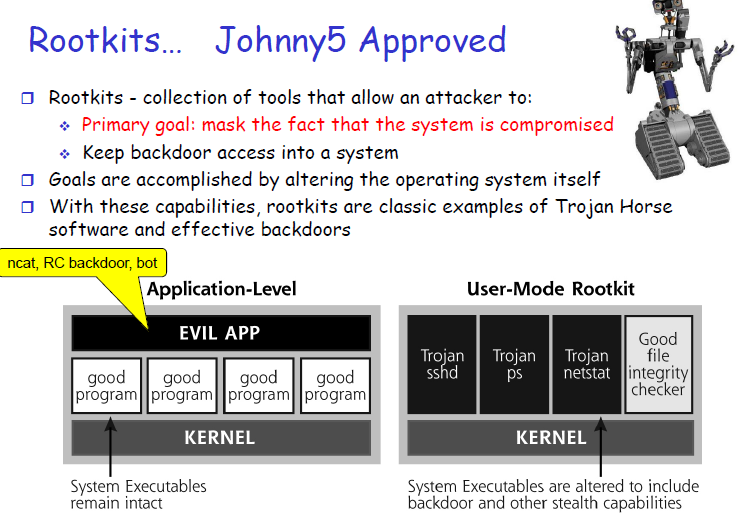 Rootkits… Johnny5 Approved
Rootkits - collection of tools that allow an attacker to:
Primary goal: mask the fact that the system is compromised
Keep backdoor access into a system
Goals are accomplished by altering the operating system itself
With these capabilities, rootkits are classic examples of Trojan Horse
software and effective backdoors
ncat, RC backdoor, bot
Application-Level
EVIL APP
good
program
good
program
good
program
good
program
KERNEL
System Executables
remain intact
User-Mode Rootkit
Trojan
sshd
Trojan
ps
Trojan
netstat
Good
file
integrity
checker
KERNEL
System Executables are altered to include
backdoor and other stealth capabilities